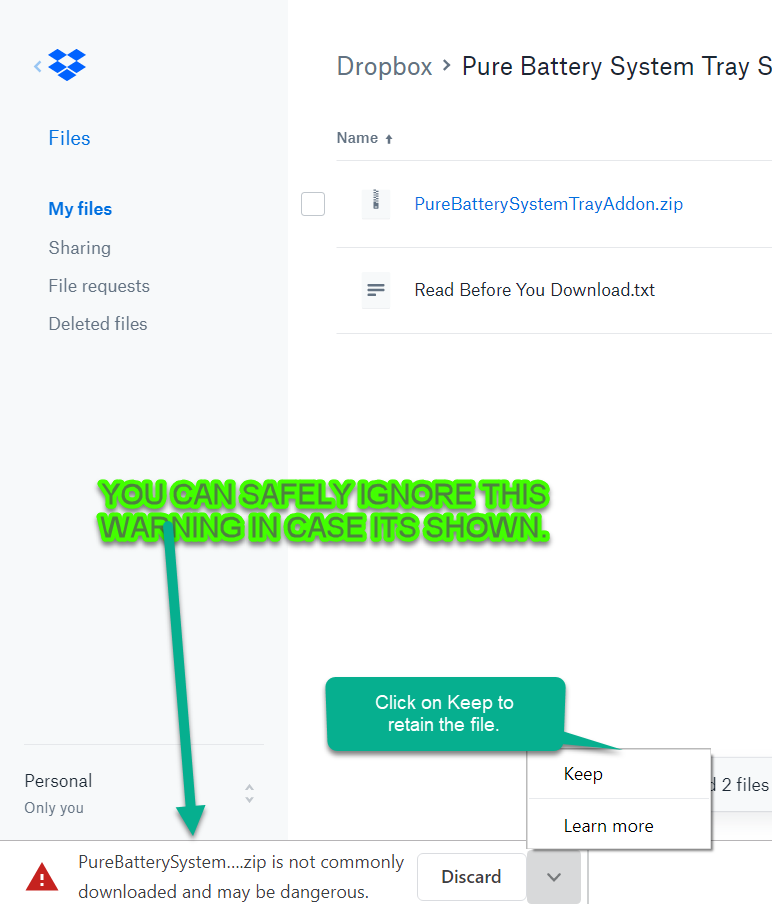 Dropbox > Pure Battery System Tray S
Files
Name
My files
PureBatterySystemTrayAddon.zip
Sharing
File requests
Read Before You Download.txt
Deleted files
YOU CAN SAFELY IGNORE THIS
WARNING IN CASE ITS SHOWN.
Click on Keep to
retain the file.
Personal
Only you
Keep
d 2 files
Learn more
PureBatterySystem....zip is not commonly
downloaded and may be dangerous.
Discard